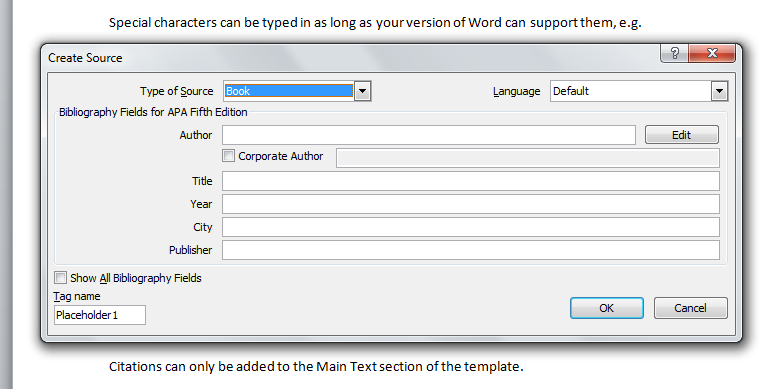 Special characters can be typed in as long as your version of Word can support them, e.g.
Create Source
Type of Source Book Language Default
Bibliography Fields for APA Fifth Edition
Author Edit
Corporate Author
Title
Year
City
Publisher
Show All Bibliography Fields
Tag name
Placeholder1 OK Cancel
Citations can only be added to the Main Text section of the template.